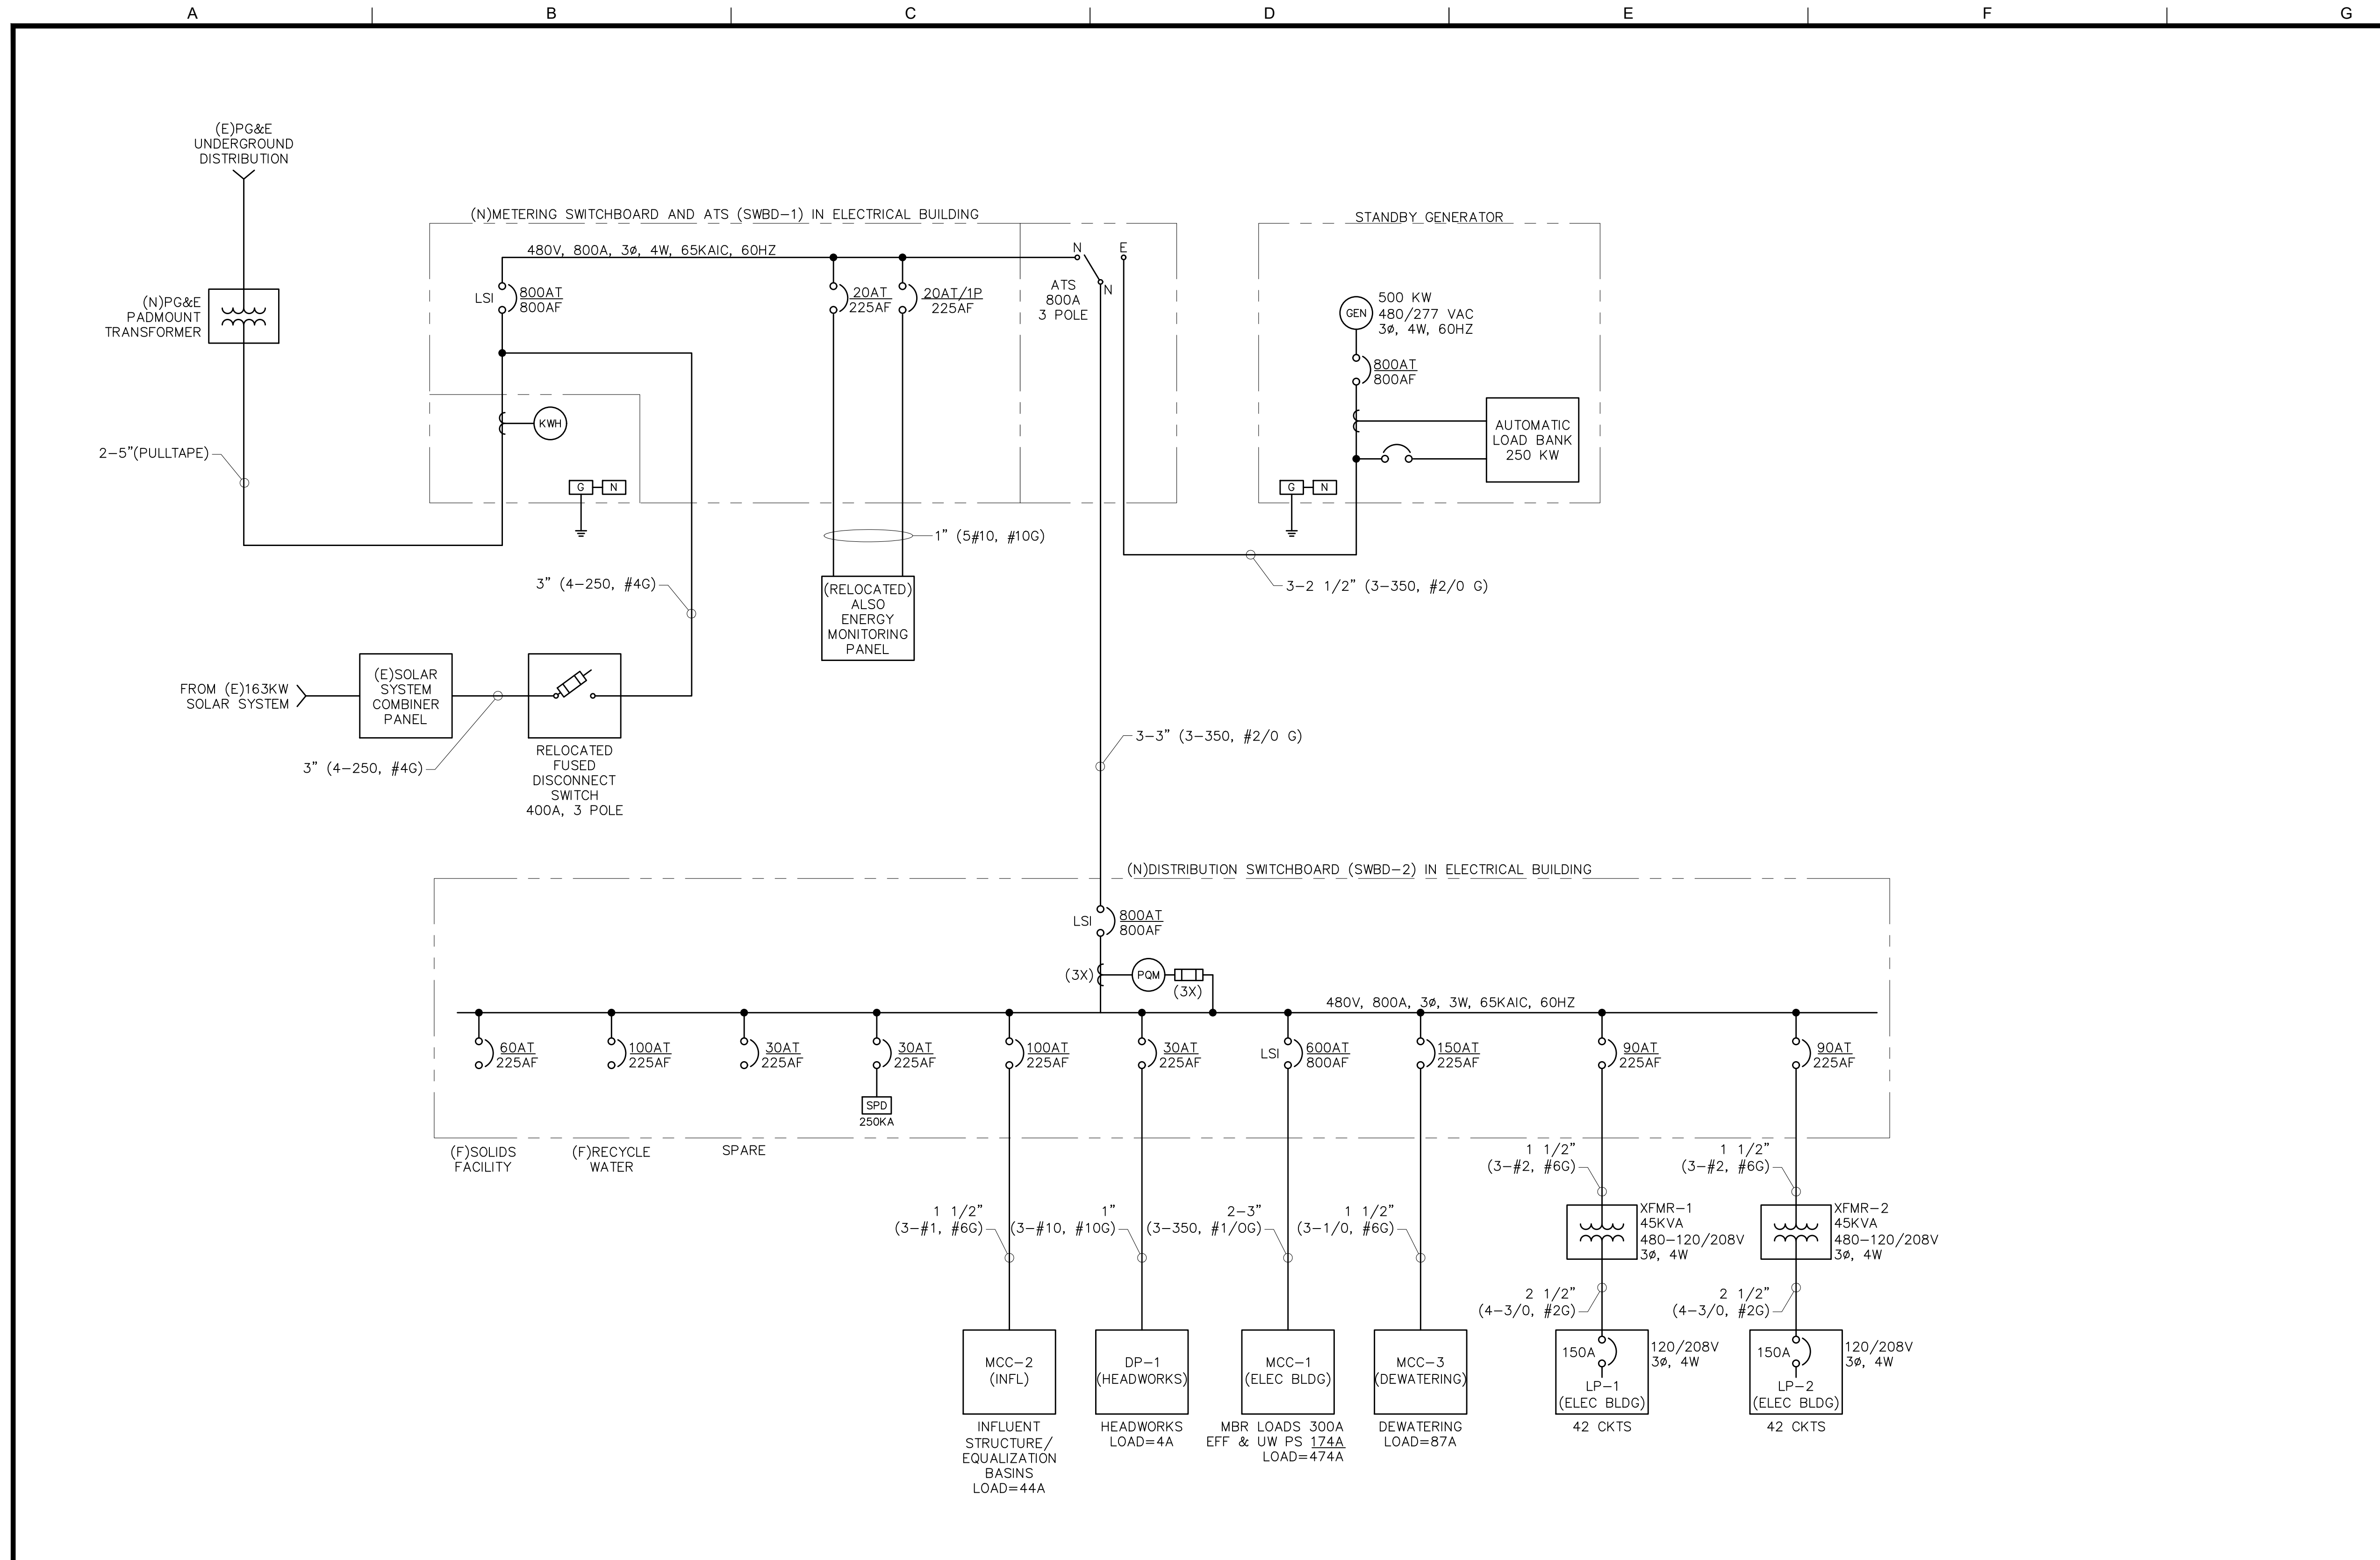 A
B
C
D
E
F
G
(E)PG&E
UNDERGROUND
DISTRIBUTION
(N)PG&E
PADMOUNT
TRANSFORMER
2-5"(PULLTAPE)
(N)METERING SWITCHBOARD AND ATS (SWBD-1) IN ELECTRICAL BUILDING
480V, 800A, 3ø, 4W, 65KAIC, 60HZ
LSI
800AT
800AF
KWH
G
N
20AT
225AF
20AT/1P
225AF
N
E
N
ATS
800A
3 POLE
STANDBY GENERATOR
GEN
500 KW
480/277 VAC
3ø, 4W, 60HZ
800AT
800AF
AUTOMATIC
LOAD BANK
250 KW
G
N
1" (5#10, #10G)
3" (4-250, #4G)
(RELOCATED)
ALSO
ENERGY
MONITORING
PANEL
3-2 1/2" (3-350, #2/0 G)
FROM (E)163KW
SOLAR SYSTEM
(E)SOLAR
SYSTEM
COMBINER
PANEL
3" (4-250, #4G)
RELOCATED
FUSED
DISCONNECT
SWITCH
400A, 3 POLE
3-3" (3-350, #2/0 G)
(N)DISTRIBUTION SWITCHBOARD (SWBD-2) IN ELECTRICAL BUILDING
LSI
800AT
800AF
(3X)
PQM
(3X)
480V, 800A, 3ø, 3W, 65KAIC, 60HZ
60AT
225AF
100AT
225AF
30AT
225AF
30AT
225AF
SPD
250KA
100AT
225AF
30AT
225AF
LSI
600AT
800AF
150AT
225AF
90AT
225AF
90AT
225AF
(F)SOLIDS
FACILITY
(F)RECYCLE
WATER
SPARE
1 1/2"
(3-#1, #6G)
1"
(3-#10, #10G)
2-3"
(3-350, #1/0G)
1 1/2"
(3-1/0, #6G)
1 1/2"
(3-#2, #6G)
1 1/2"
(3-#2, #6G)
XFMR-1
45KVA
480-120/208V
3ø, 4W
XFMR-2
45KVA
480-120/208V
3ø, 4W
2 1/2"
(4-3/0, #2G)
2 1/2"
(4-3/0, #2G)
MCC-2
(INFL)
INFLUENT
STRUCTURE/
EQUALIZATION
BASINS
LOAD=44A
DP-1
(HEADWORKS)
HEADWORKS
LOAD=4A
MCC-1
(ELEC BLDG)
MBR LOADS 300A
EFF & UW PS 174A
LOAD=474A
MCC-3
(DEWATERING)
DEWATERING
LOAD=87A
150A
LP-1
(ELEC BLDG)
120/208V
3ø, 4W
42 CKTS
150A
LP-2
(ELEC BLDG)
120/208V
3ø, 4W
42 CKTS